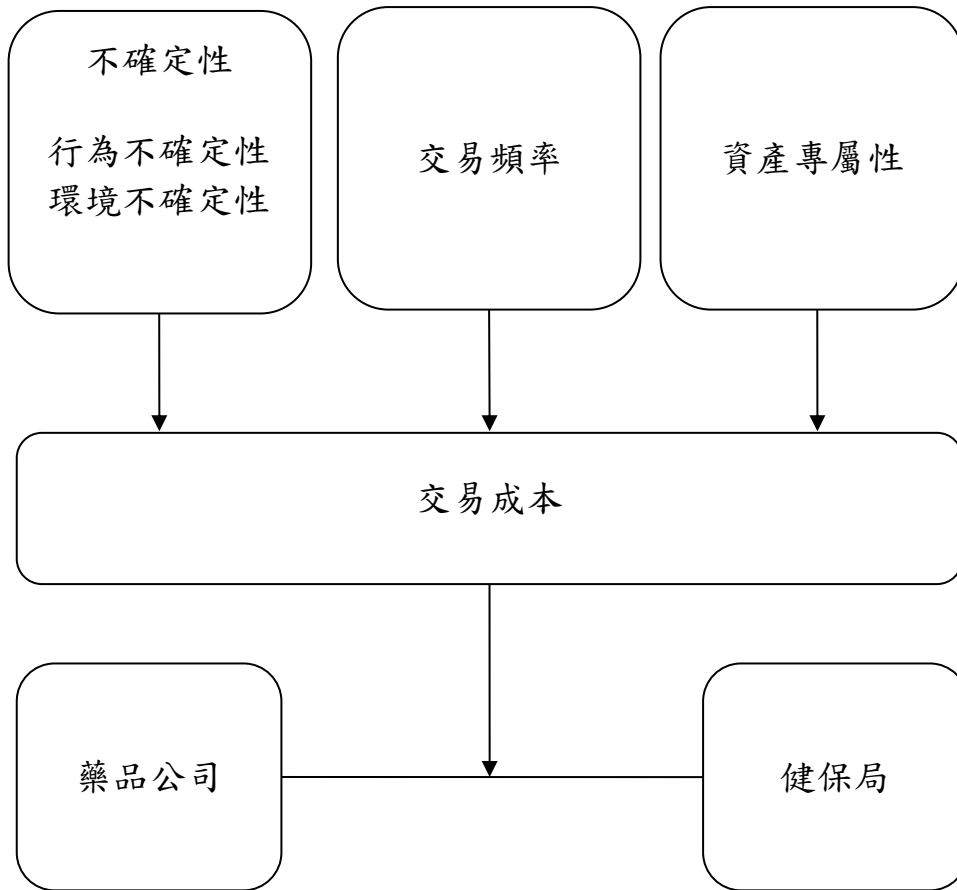 不確定性
行為不確定性
環境不確定性
交易頻率
資產專屬性
交易成本
藥品公司
健保局